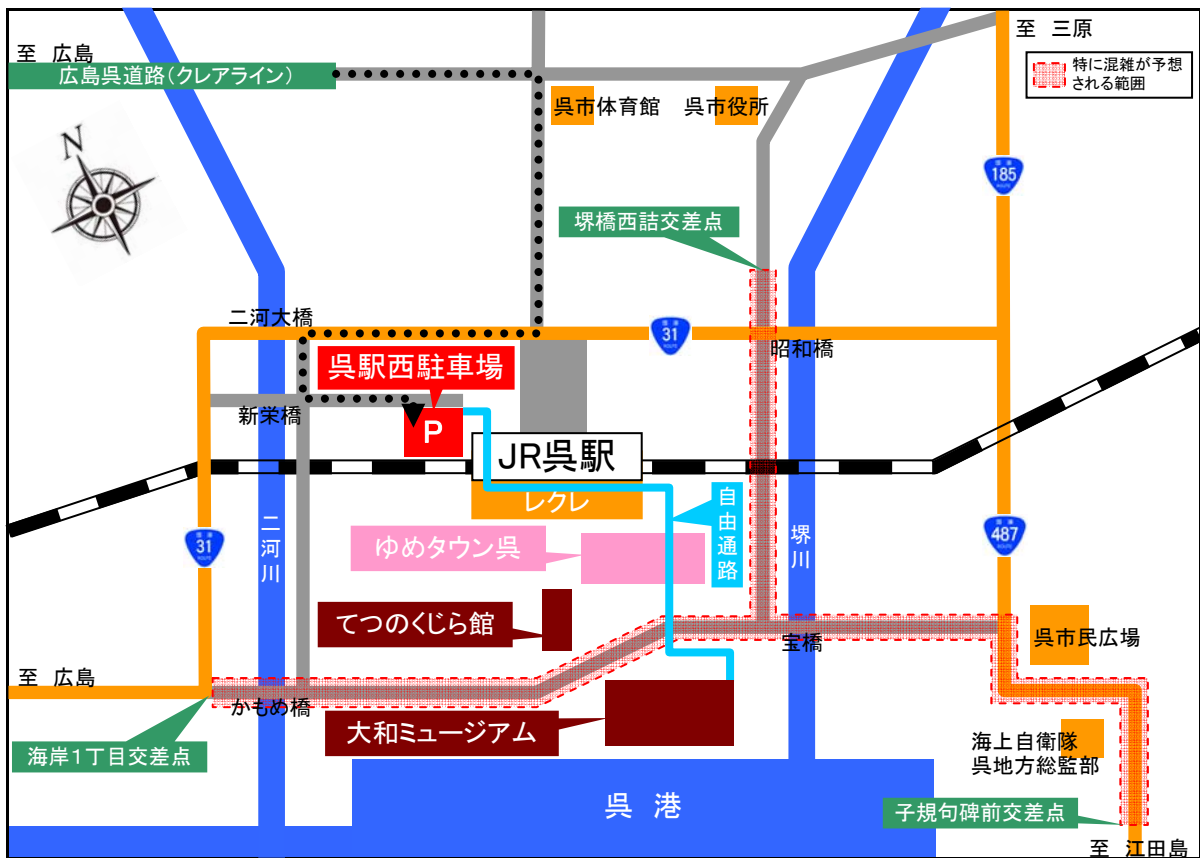 至 広島
広島呉道路(クレアライン)
至 三原
特に混雑が予想
される範囲
N
呉市体育館
呉市役所
185
堺橋西詰交差点
二河大橋
31
昭和橋
呉駅西駐車場
新栄橋
P
JR呉駅
レクレ
自由通路
31
二河川
ゆめタウン呉
堺川
487
てつのくじら館
宝橋
呉市民広場
至 広島
かもめ橋
大和ミュージアム
海岸1丁目交差点
海上自衛隊
呉地方総監部
呉 港
子規句碑前交差点
至 江田島